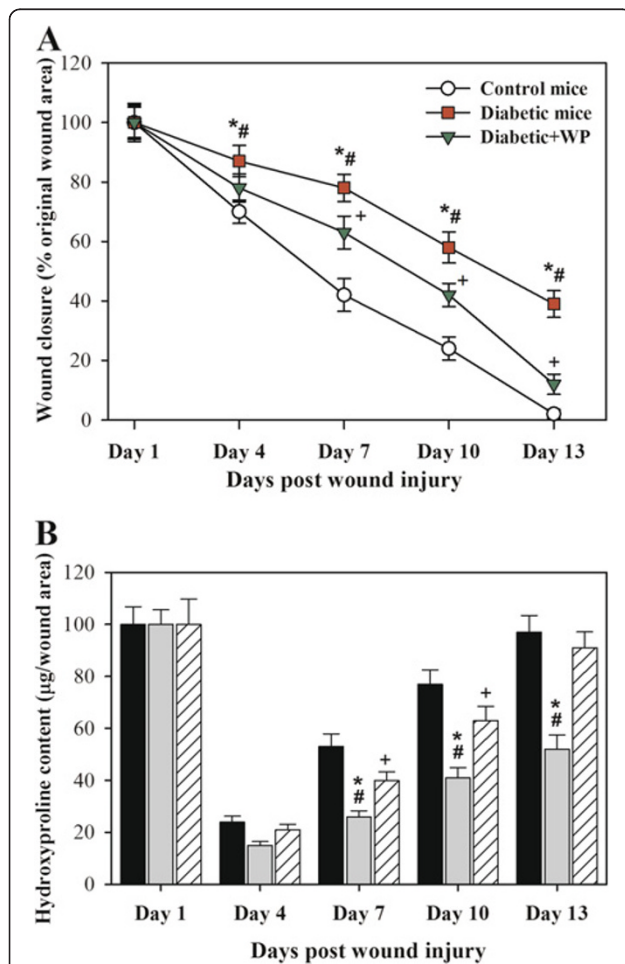 A
Wound closure (% original wound area)
120
100
80
60
40
20
0
Control mice
Diabetic mice
Diabetic+WP
*#
*#
*#
*#
+
+
+
Day 1 Day 4 Day 7 Day 10 Day 13
Days post wound injury
B
Hydroxyproline content (µg/wound area)
120
100
80
60
40
20
0
*
#
+
*
#
+
*
#
Day 1 Day 4 Day 7 Day 10 Day 13
Days post wound injury